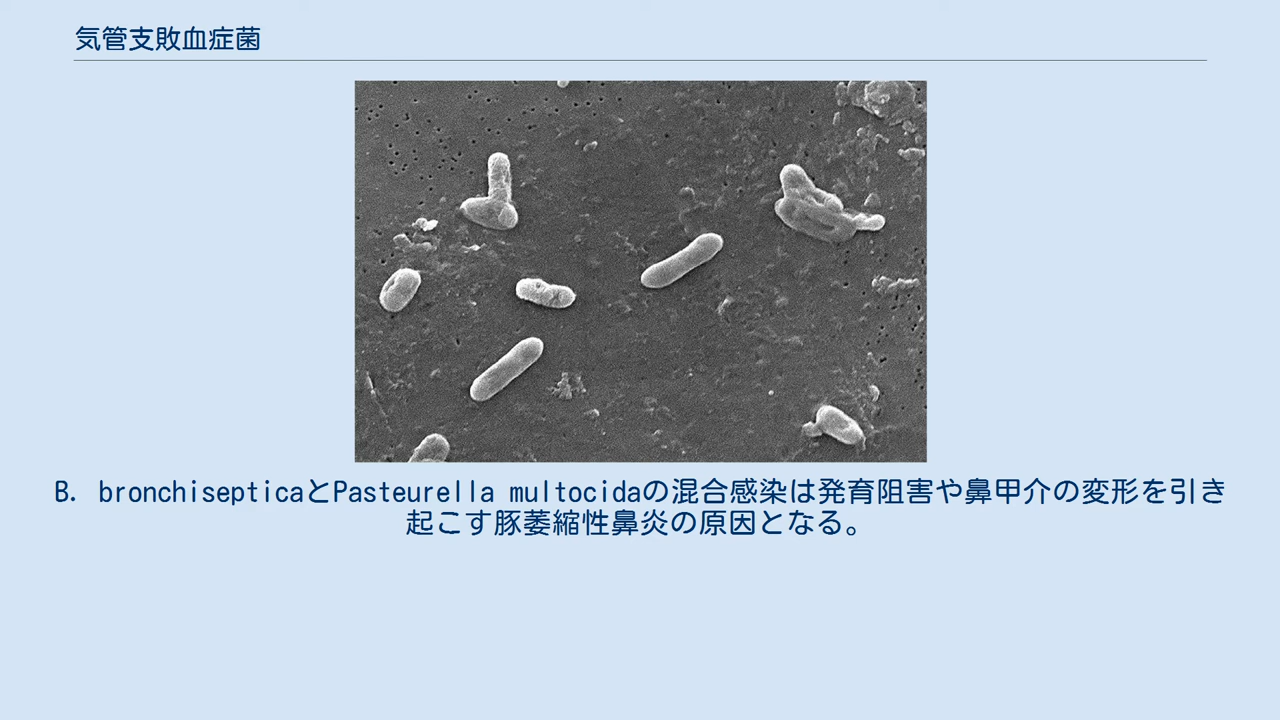 気管支敗血症菌
B. bronchisepticaとPasteurella multocidaの混合感染は発育阻害や鼻甲介の変形を引き
起こす豚萎縮性鼻炎の原因となる。